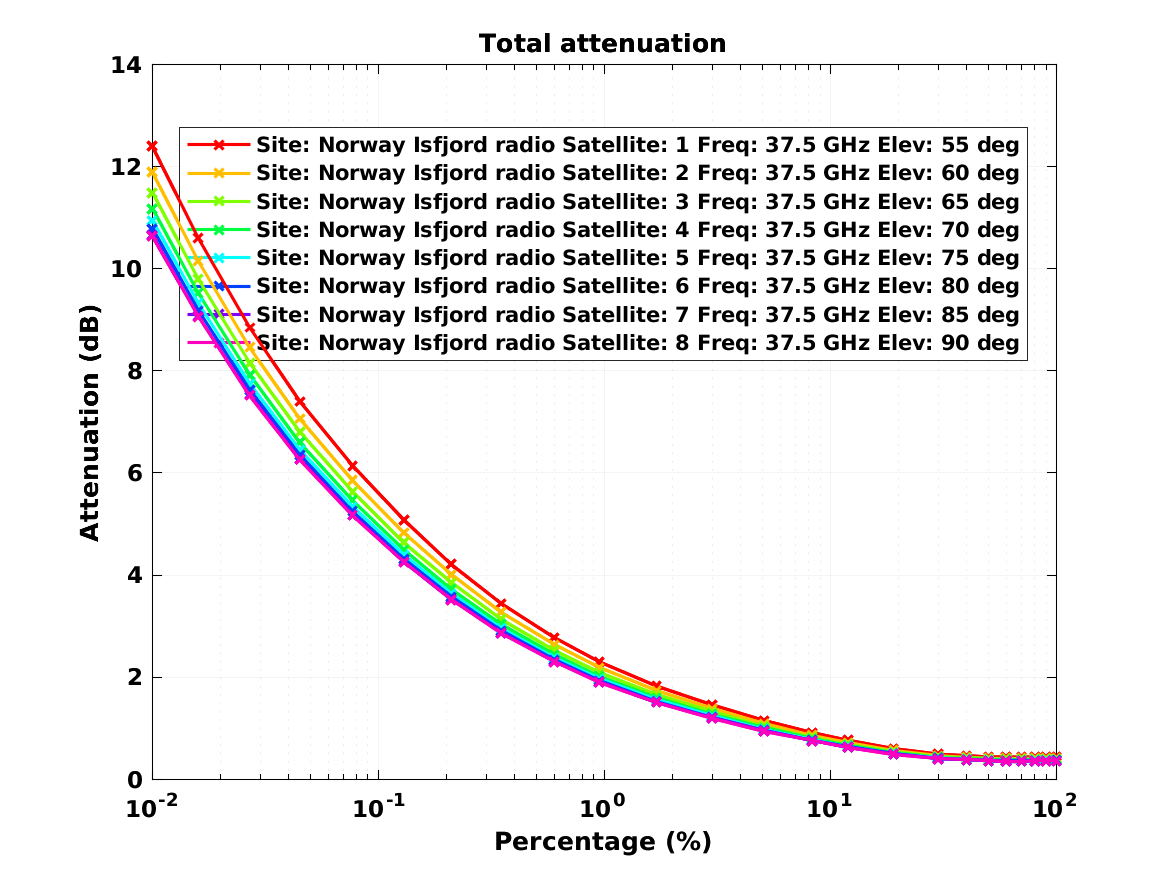 Total attenuation
14
12
10
8
6
4
2
0
Attenuation (dB)
Site: Norway Isfjord radio Satellite: 1 Freq: 37.5 GHz Elev: 55 deg
Site: Norway Isfjord radio Satellite: 2 Freq: 37.5 GHz Elev: 60 deg
Site: Norway Isfjord radio Satellite: 3 Freq: 37.5 GHz Elev: 65 deg
Site: Norway Isfjord radio Satellite: 4 Freq: 37.5 GHz Elev: 70 deg
Site: Norway Isfjord radio Satellite: 5 Freq: 37.5 GHz Elev: 75 deg
Site: Norway Isfjord radio Satellite: 6 Freq: 37.5 GHz Elev: 80 deg
Site: Norway Isfjord radio Satellite: 7 Freq: 37.5 GHz Elev: 85 deg
Site: Norway Isfjord radio Satellite: 8 Freq: 37.5 GHz Elev: 90 deg
10^-2 10^-1 10^0 10^1 10^2
Percentage (%)